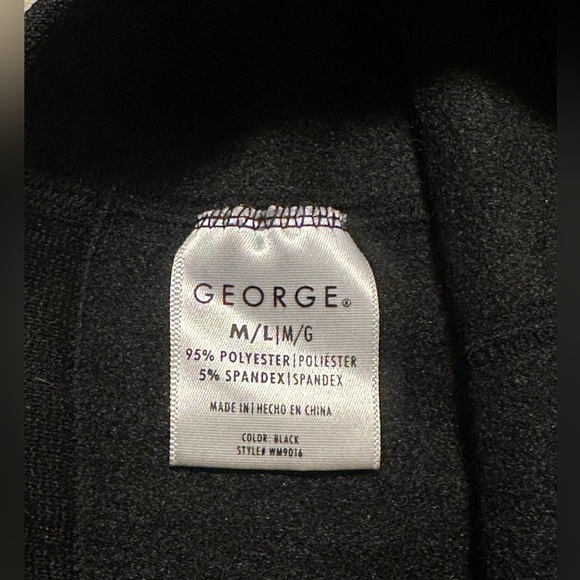 GEORGE®
M/L|M/G
95% POLYESTER|POLIÉSTER
5% SPANDEX|SPANDEX
MADE IN|HECHO EN CHINA
COLOR: BLACK
STYLE# WM9016